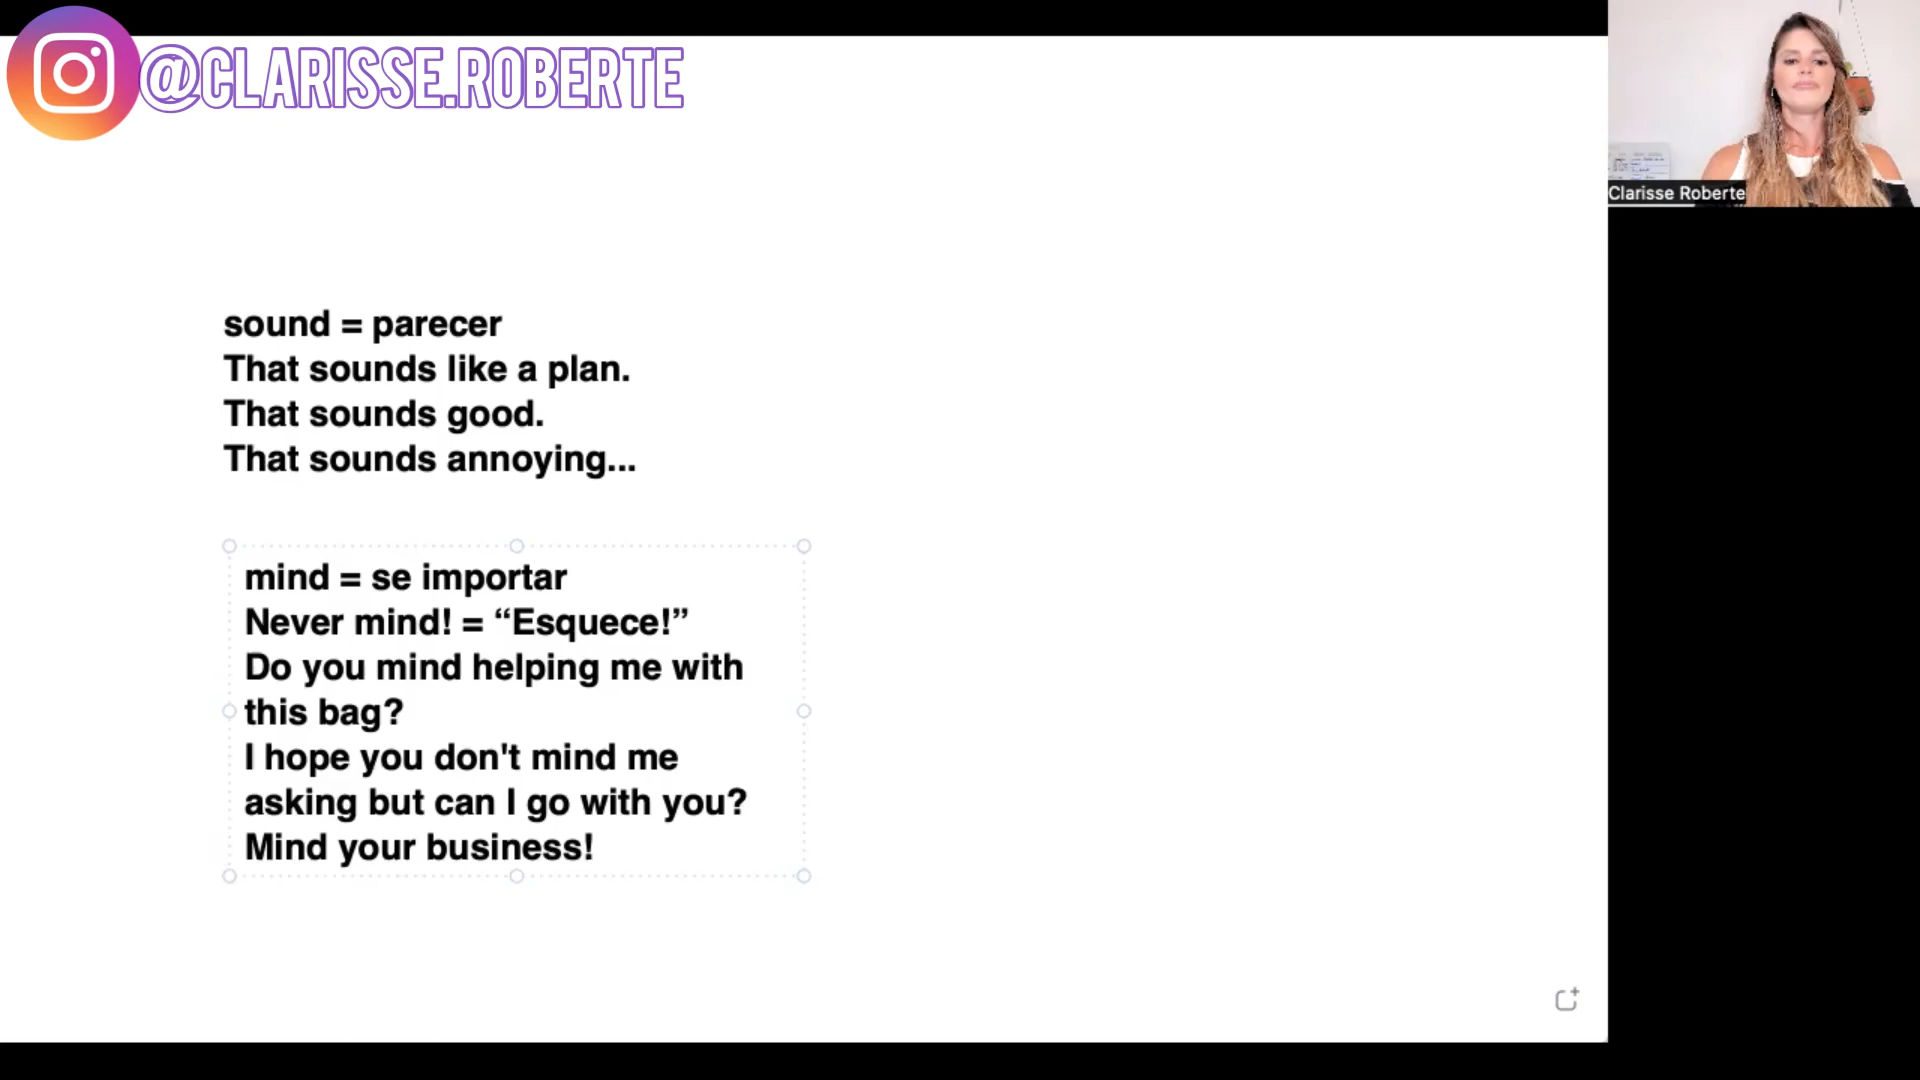 @CLARISSE.ROBERTE
Clarisse Roberte
sound = parecer
That sounds like a plan.
That sounds good.
That sounds annoying...
mind = se importar
Never mind! = “Esquece!”
Do you mind helping me with
this bag?
I hope you don't mind me
asking but can I go with you?
Mind your business!